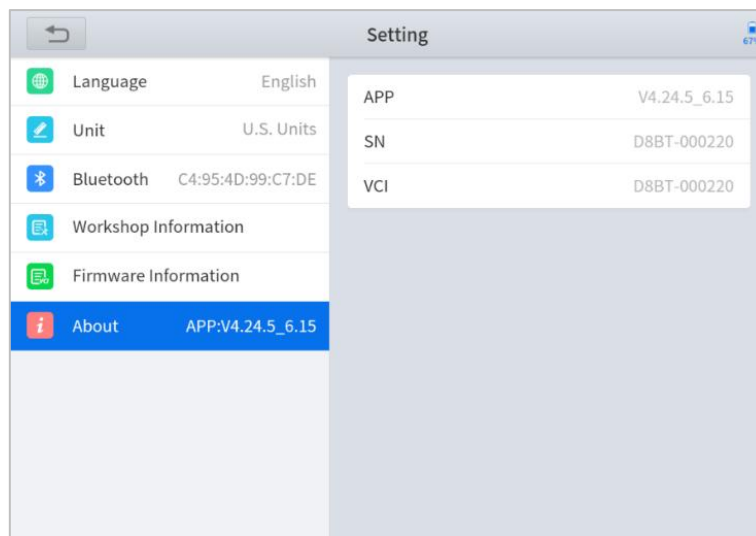 Setting
67%
Language English
Unit U.S. Units
Bluetooth C4:95:4D:99:C7:DE
Workshop Information
Firmware Information
About APP:V4.24.5_6.15
APP V4.24.5_6.15
SN D8BT-000220
VCI D8BT-000220